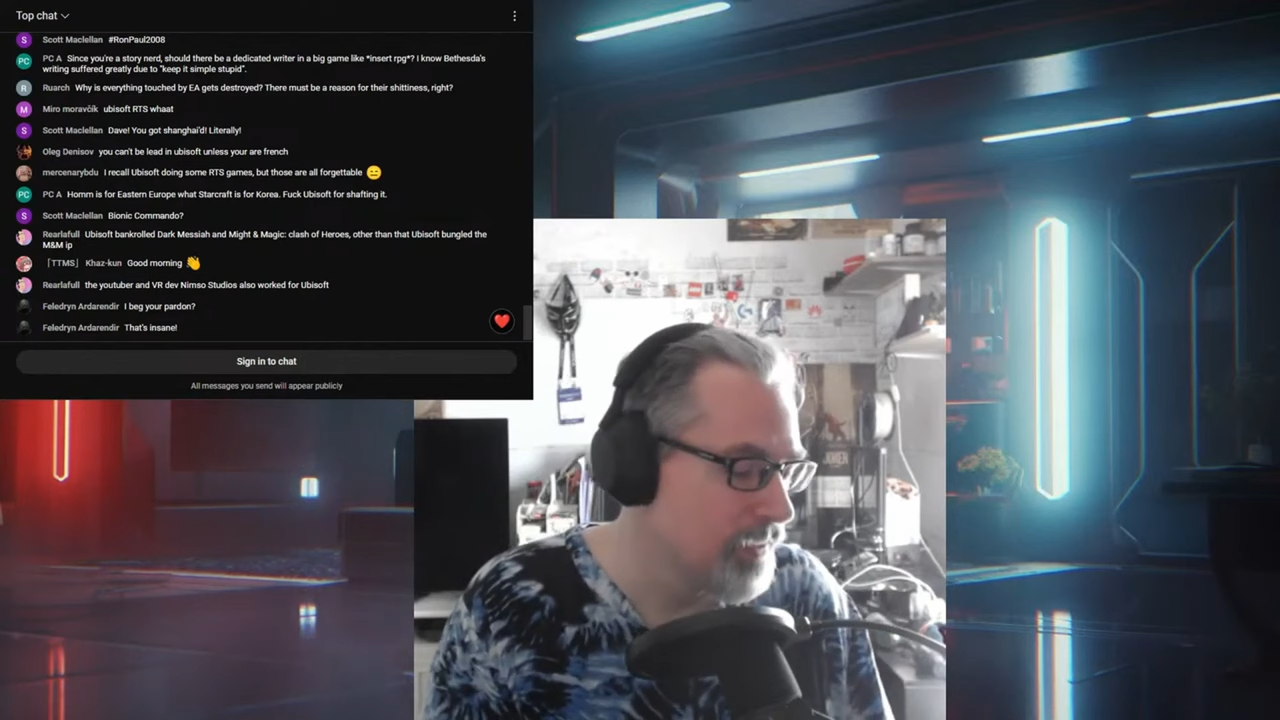 Top chat
Scott Maclellan #RonPaul2008
PC A Since you're a story nerd, should there be a dedicated writer in a big game like *insert rpg*? I know Bethesda's
writing suffered greatly due to "keep it simple stupid".
Ruarch Why is everything touched by EA gets destroyed? There must be a reason for their shittiness, right?
Miro moravčík ubisoft RTS whaat
Scott Maclellan Dave! You got shanghai'd! Literally!
Oleg Denisov you can't be lead in ubisoft unless your are french
mercenarybdu I recall Ubisoft doing some RTS games, but those are all forgettable 😑
PC A Homm is for Eastern Europe what Starcraft is for Korea. Fuck Ubisoft for shafting it.
Scott Maclellan Bionic Commando?
Rearlafull Ubisoft bankrolled Dark Messiah and Might & Magic: clash of Heroes, other than that Ubisoft bungled the
M&M ip
「TTMS」 Khaz-kun Good morning 👋
Rearlafull the youtuber and VR dev Nimso Studios also worked for Ubisoft
Feledryn Ardarendir I beg your pardon?
Feledryn Ardarendir That's insane!
Sign in to chat
All messages you send will appear publicly